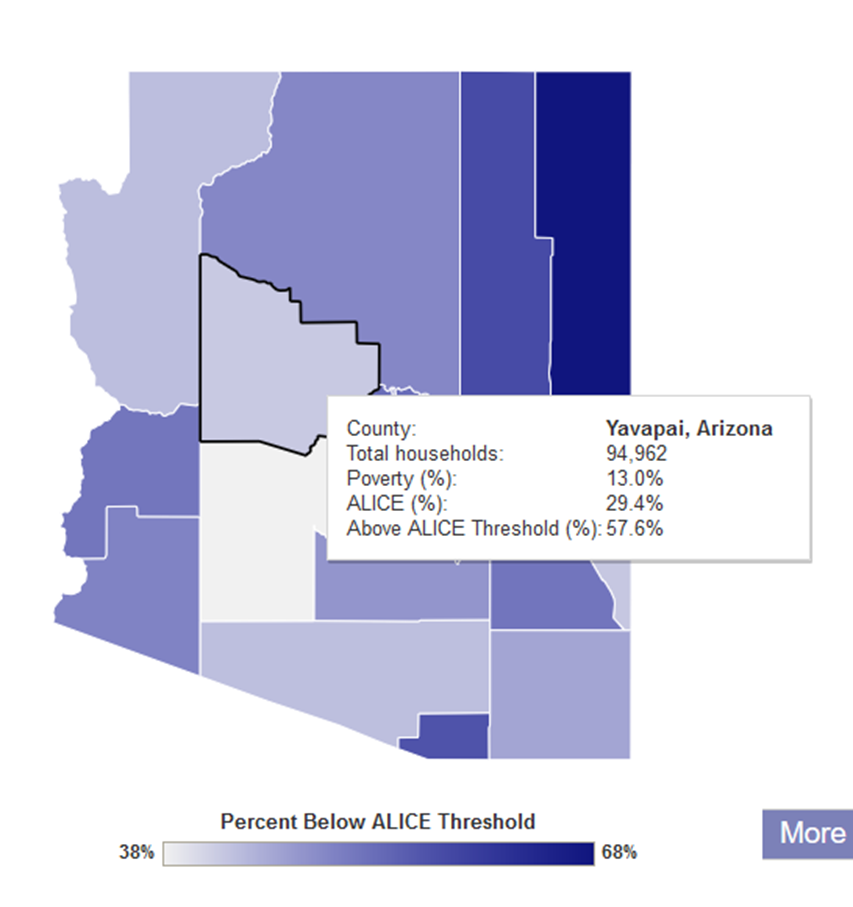 County: Yavapai, Arizona
Total households: 94,962
Poverty (%): 13.0%
ALICE (%): 29.4%
Above ALICE Threshold (%): 57.6%
Percent Below ALICE Threshold
38% 68%
More